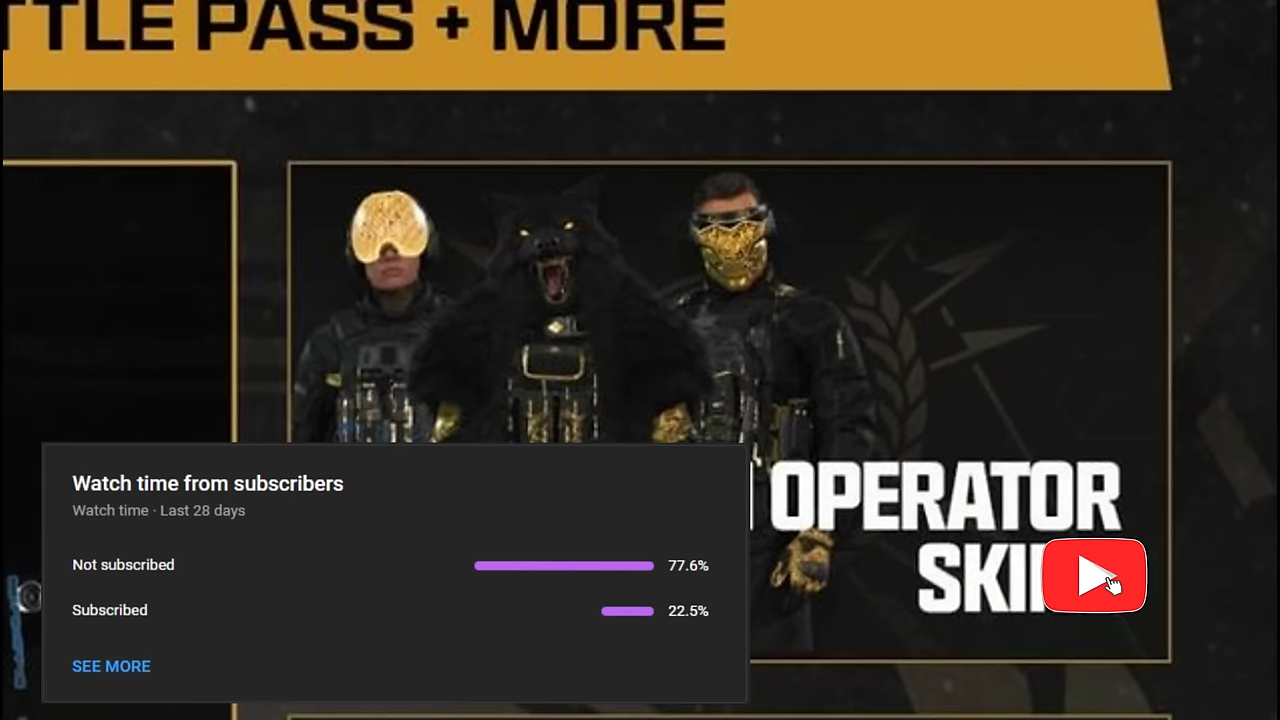 TTLE PASS + MORE
OPERATOR
Watch time from subscribers
Watch time · Last 28 days
Not subscribed 77.6%
Subscribed 22.5%
SEE MORE